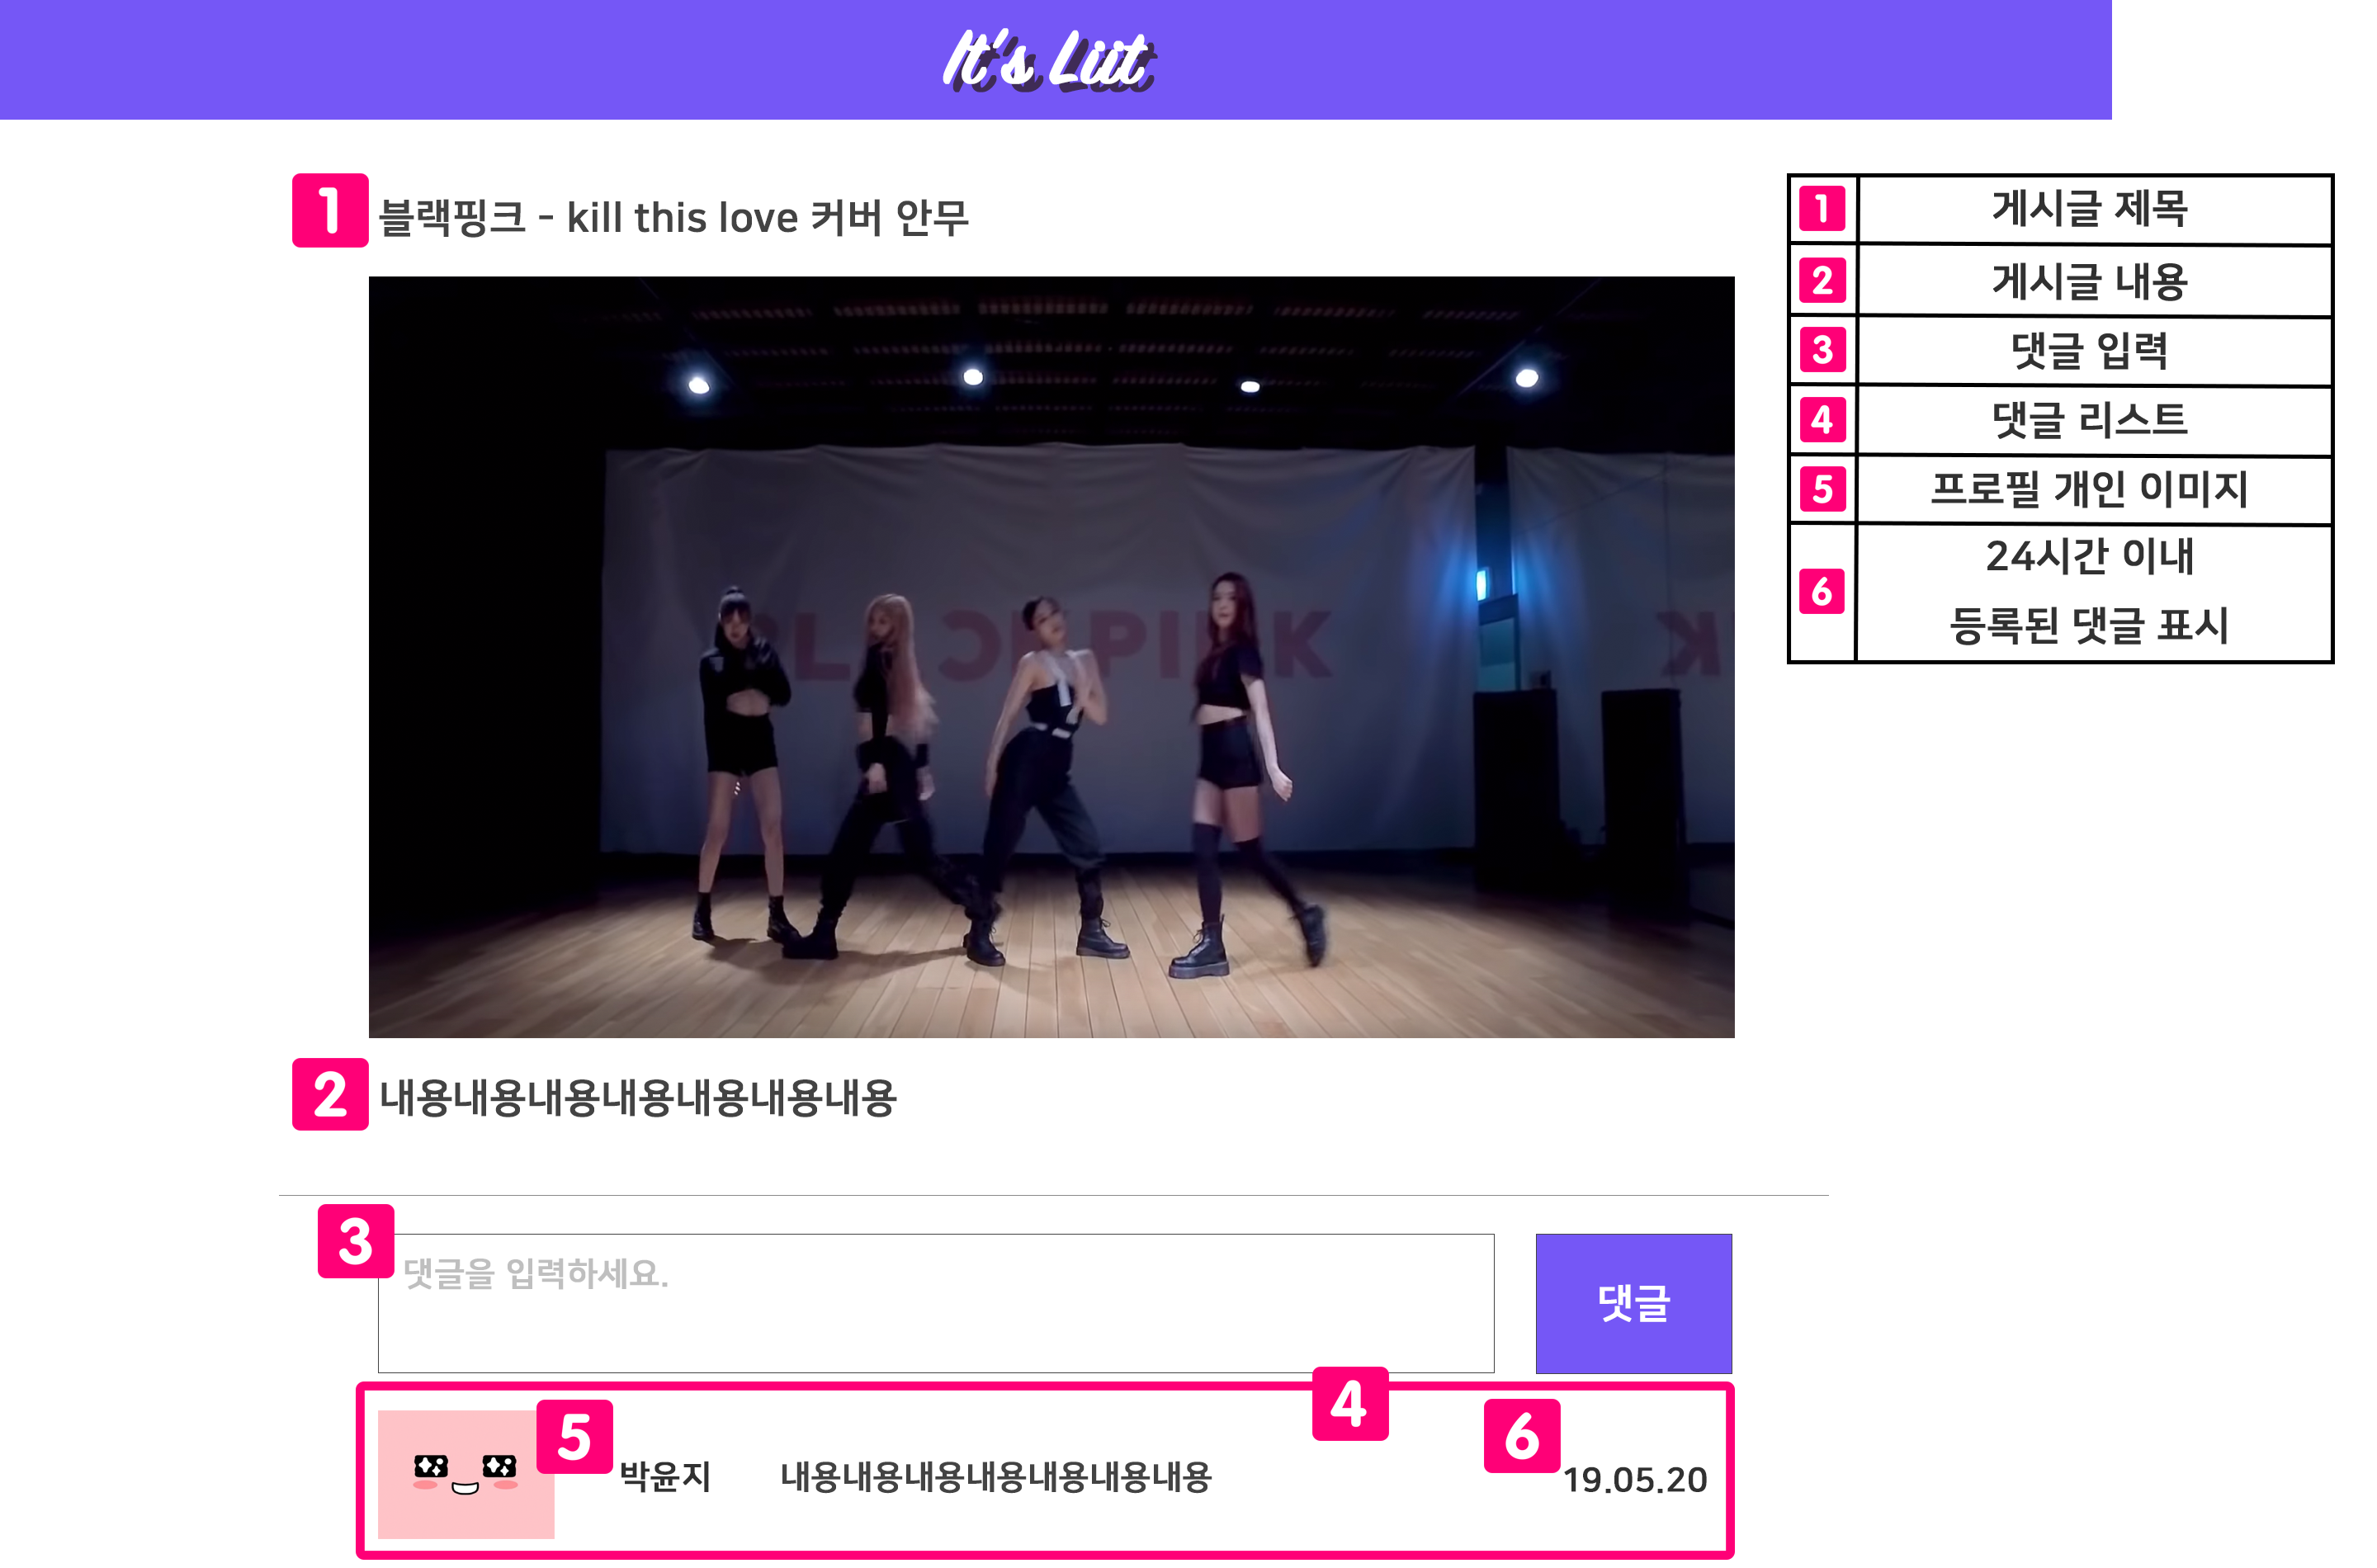 It's Liit
1 블랙핑크 - kill this love 커버 안무
BLACKPINK
2 내용내용내용내용내용내용내용
3
댓글을 입력하세요.
댓글
4
5
6
박윤지 내용내용내용내용내용내용내용 19.05.20
1 게시글 제목
2 게시글 내용
3 댓글 입력
4 댓글 리스트
5 프로필 개인 이미지
6 24시간 이내
등록된 댓글 표시